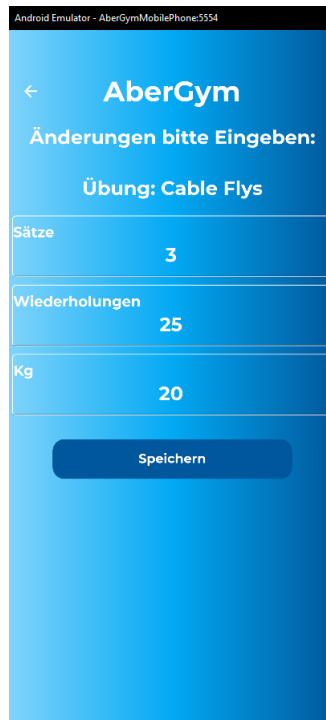 Android Emulator - AberGymMobilePhone:5554
AberGym
Änderungen bitte Eingeben:
Übung: Cable Flys
Sätze
3
Wiederholungen
25
Kg
20
Speichern